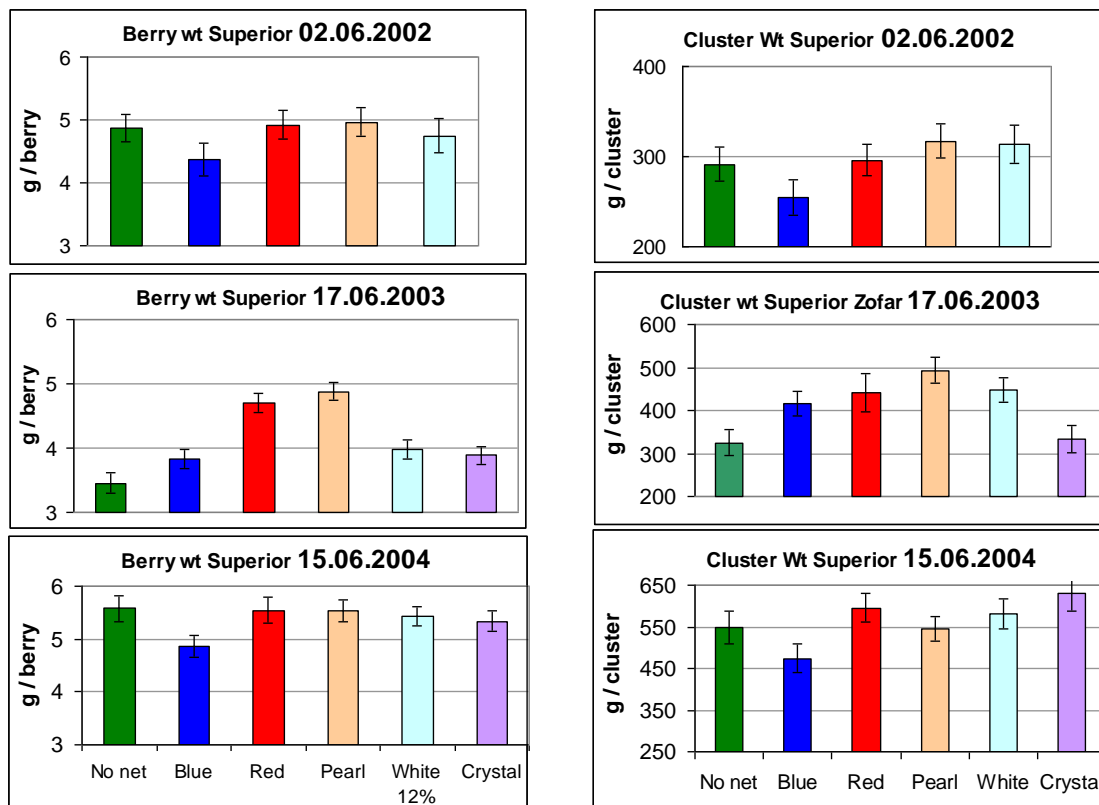 Berry wt Superior 02.06.2002
6
5
4
3
g / berry
Cluster Wt Superior 02.06.2002
400
300
200
g / cluster
Berry wt Superior 17.06.2003
6
5
4
3
g / berry
Cluster wt Superior Zofar 17.06.2003
600
500
400
300
200
g / cluster
Berry wt Superior 15.06.2004
6
5
4
3
g / berry
No net Blue Red Pearl White Crystal
12%
Cluster Wt Superior 15.06.2004
650
550
450
350
250
g / cluster
No net Blue Red Pearl White Crystal